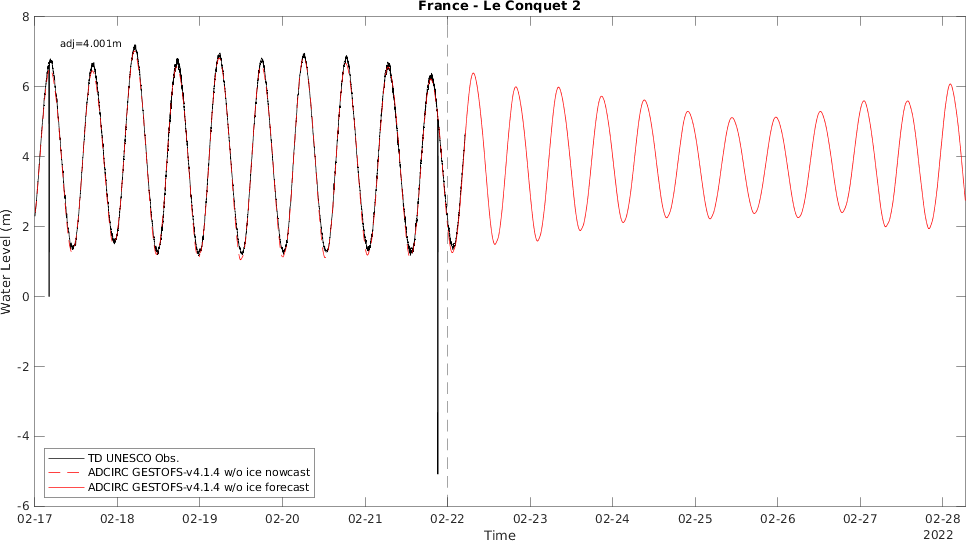 France - Le Conquet 2
adj=4.001m
8
6
4
2
0
-2
-4
-6
Water Level (m)
TD UNESCO Obs.
ADCIRC GESTOFS-v4.1.4 w/o ice nowcast
ADCIRC GESTOFS-v4.1.4 w/o ice forecast
02-17 02-18 02-19 02-20 02-21 02-22 02-23 02-24 02-25 02-26 02-27 02-28
Time
2022